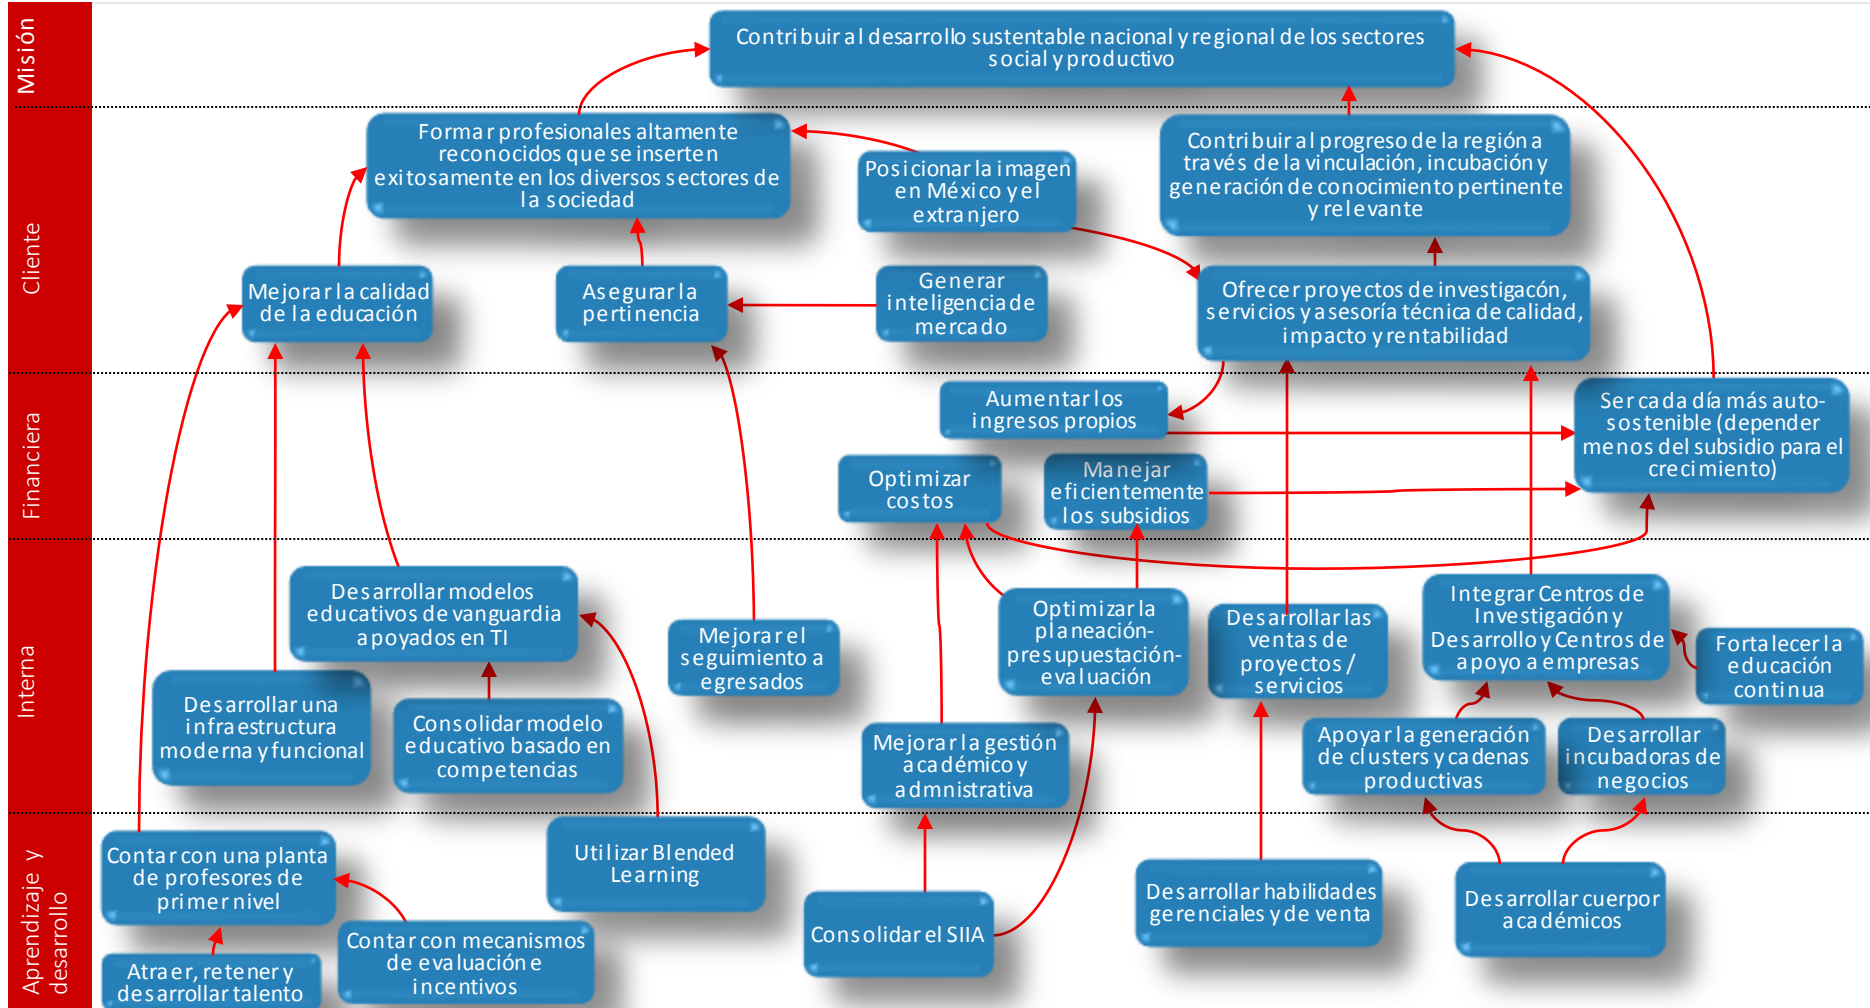 Misión
Contribuir al desarrollo sustentable nacional y regional de los sectores
social y productivo
Cliente
Formar profesionales altamente
reconocidos que se inserten
exitosamente en los diversos sectores de
la sociedad
Posicionar la imagen
en México y el
extranjero
Contribuir al progreso de la región a
través de la vinculación, incubación y
generación de conocimiento pertinente
y relevante
Mejorar la calidad
de la educación
Asegurar la
pertinencia
Generar
inteligencia de
mercado
Ofrecer proyectos de investigacón,
servicios y asesoría técnica de calidad,
impacto y rentabilidad
Financiera
Aumentar los
ingresos propios
Ser cada día más auto-
sostenible (depender
menos del subsidio para el
crecimiento)
Optimizar
costos
Manejar
eficientemente
los subsidios
Interna
Desarrollar modelos
educativos de vanguardia
apoyados en TI
Mejorar el
seguimiento a
egresados
Optimizar la
planeación-
presupuestación-
evaluación
Desarrollar las
ventas de
proyectos /
servicios
Integrar Centros de
Investigación y
Desarrollo y Centros de
apoyo a empresas
Fortalecer la
educación
continua
Desarrollar una
infraestructura
moderna y funcional
Consolidar modelo
educativo basado en
competencias
Mejorar la gestión
académico y
admnistrativa
Apoyar la generación
de clusters y cadenas
productivas
Desarrollar
incubadoras de
negocios
Aprendizaje y
desarrollo
Contar con una planta
de profesores de
primer nivel
Utilizar Blended
Learning
Consolidar el SIIA
Desarrollar habilidades
gerenciales y de venta
Desarrollar cuerpor
académicos
Contar con mecanismos
de evaluación e
incentivos
Atraer, retener y
desarrollar talento